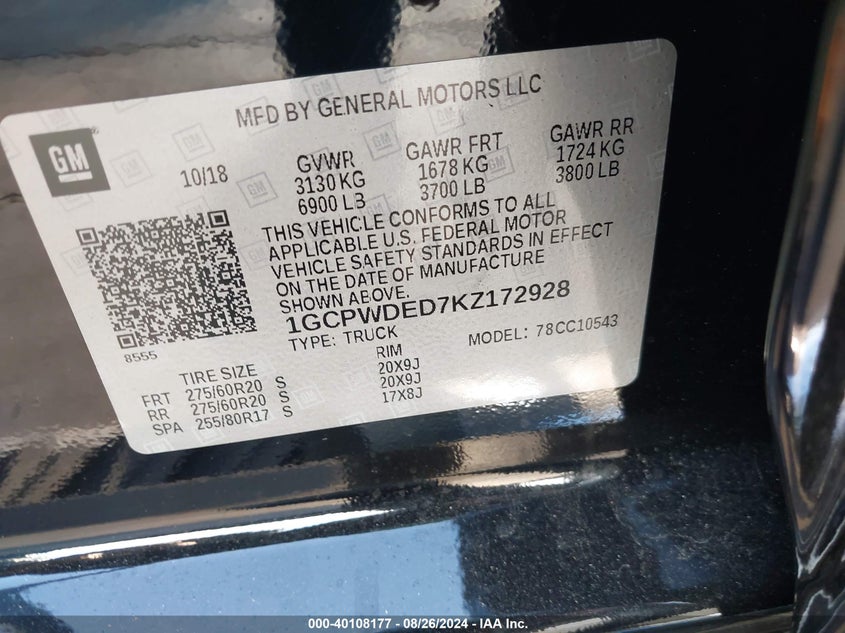 MFD BY GENERAL MOTORS LLC
GM
10/18
GVWR GAWR FRT GAWR RR
3130 KG 1678 KG 1724 KG
6900 LB 3700 LB 3800 LB
THIS VEHICLE CONFORMS TO ALL
APPLICABLE U.S. FEDERAL MOTOR
VEHICLE SAFETY STANDARDS IN EFFECT
ON THE DATE OF MANUFACTURE
SHOWN ABOVE.
1GCPWDED7KZ172928
TYPE: TRUCK MODEL: 78CC10543
8555
TIRE SIZE RIM
FRT 275/60R20 S 20X9J
RR 275/60R20 S 20X9J
SPA 255/80R17 S 17X8J
000-40108177 - 08/26/2024 - IAA Inc.